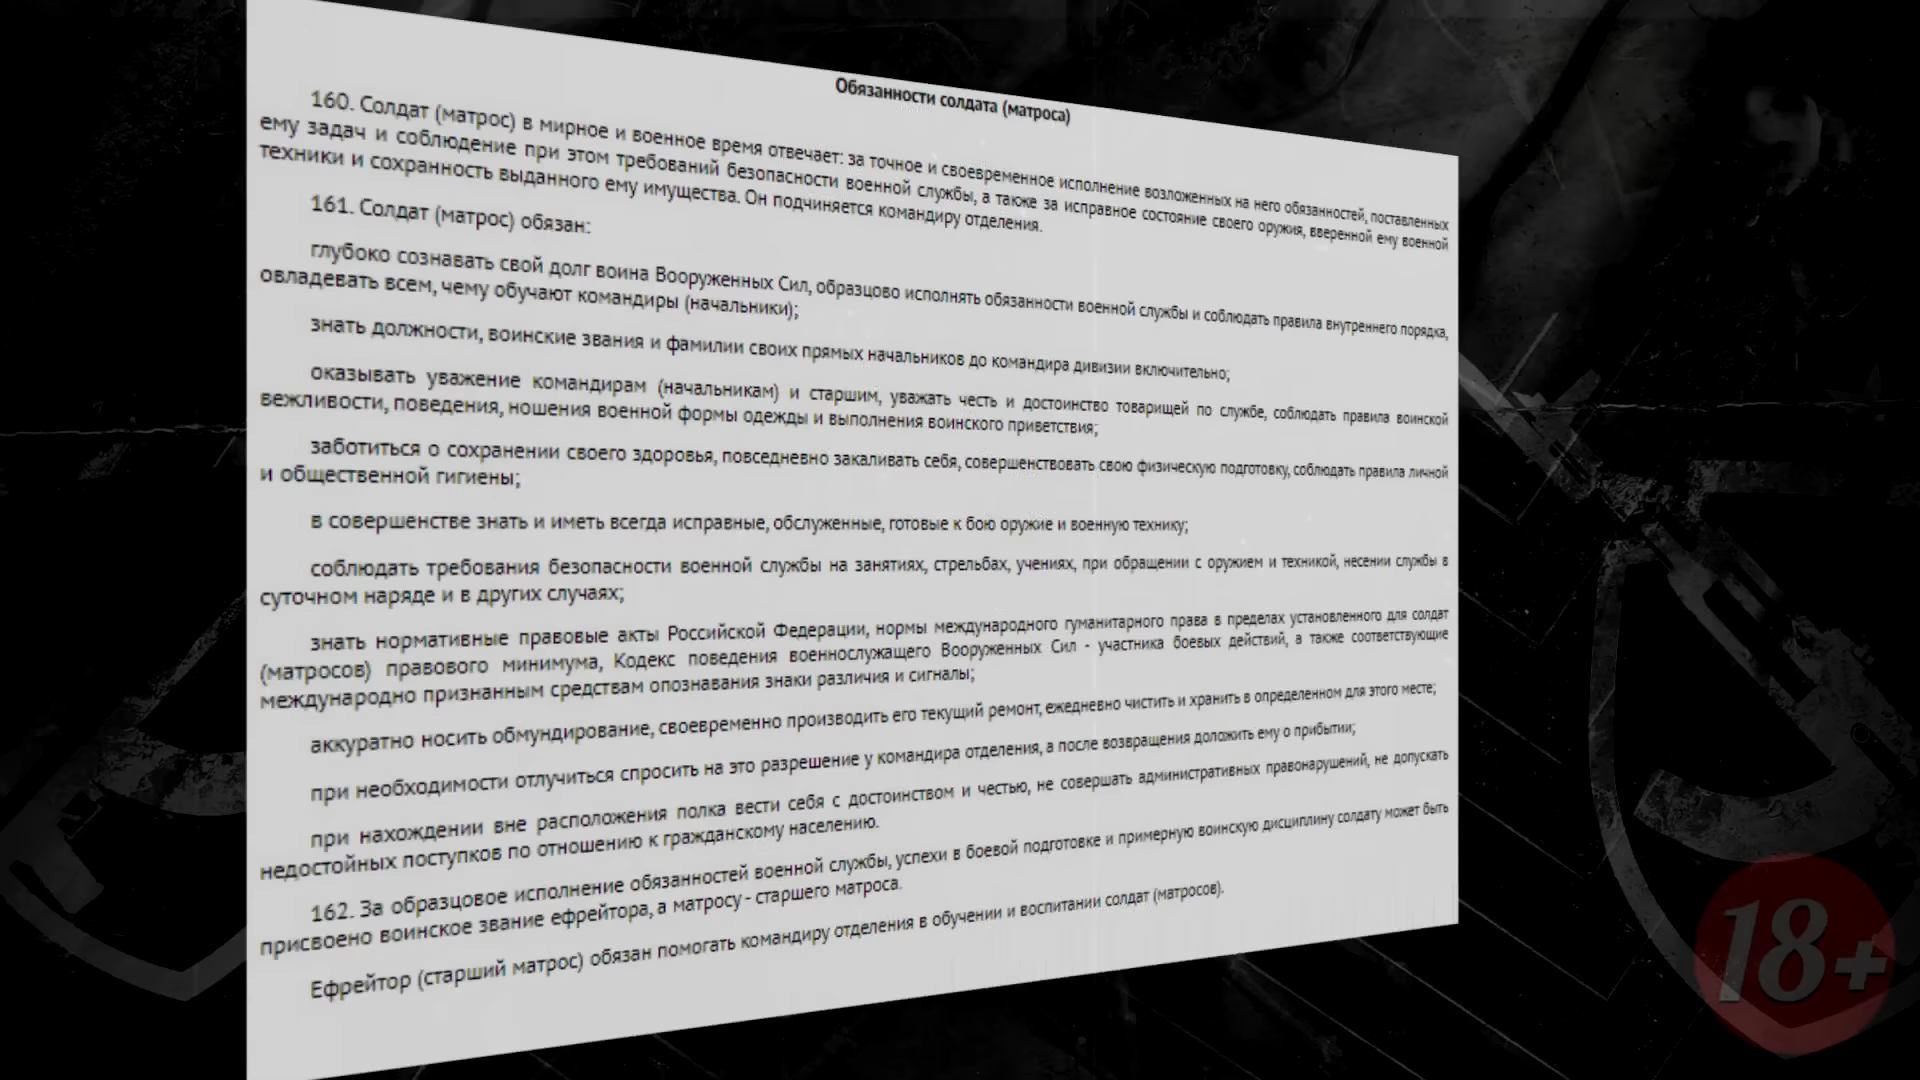 Обязанности солдата (матроса)
160. Солдат (матрос) в мирное и военное время отвечает: за точное и своевременное исполнение возложенных на него обязанностей, поставленных
ему задач и соблюдение при этом требований безопасности военной службы, а также за исправное состояние своего оружия, вверенной ему военной
техники и сохранность выданного ему имущества. Он подчиняется командиру отделения.
161. Солдат (матрос) обязан:
глубоко сознавать свой долг воина Вооруженных Сил, образцово исполнять обязанности военной службы и соблюдать правила внутреннего порядка,
овладевать всем, чему обучают командиры (начальники);
знать должности, воинские звания и фамилии своих прямых начальников до командира дивизии включительно;
оказывать уважение командирам (начальникам) и старшим, уважать честь и достоинство товарищей по службе, соблюдать правила воинской
вежливости, поведения, ношения военной формы одежды и выполнения воинского приветствия;
заботиться о сохранении своего здоровья, повседневно закаливать себя, совершенствовать свою физическую подготовку, соблюдать правила личной
и общественной гигиены;
в совершенстве знать и иметь всегда исправные, обслуженные, готовые к бою оружие и военную технику;
соблюдать требования безопасности военной службы на занятиях, стрельбах, учениях, при обращении с оружием и техникой, несении службы в
суточном наряде и в других случаях;
знать нормативные правовые акты Российской Федерации, нормы международного гуманитарного права в пределах установленного для солдат
(матросов) правового минимума, Кодекс поведения военнослужащего Вооруженных Сил - участника боевых действий, а также соответствующие
международно признанным средствам опознавания знаки различия и сигналы;
аккуратно носить обмундирование, своевременно производить его текущий ремонт, ежедневно чистить и хранить в определенном для этого месте;
при необходимости отлучиться спросить на это разрешение у командира отделения, а после возвращения доложить ему о прибытии;
при нахождении вне расположения полка вести себя с достоинством и честью, не совершать административных правонарушений, не допускать
недостойных поступков по отношению к гражданскому населению.
162. За образцовое исполнение обязанностей военной службы, успехи в боевой подготовке и примерную воинскую дисциплину солдату может быть
присвоено воинское звание ефрейтора, а матросу - старшего матроса.
Ефрейтор (старший матрос) обязан помогать командиру отделения в обучении и воспитании солдат (матросов).
18+